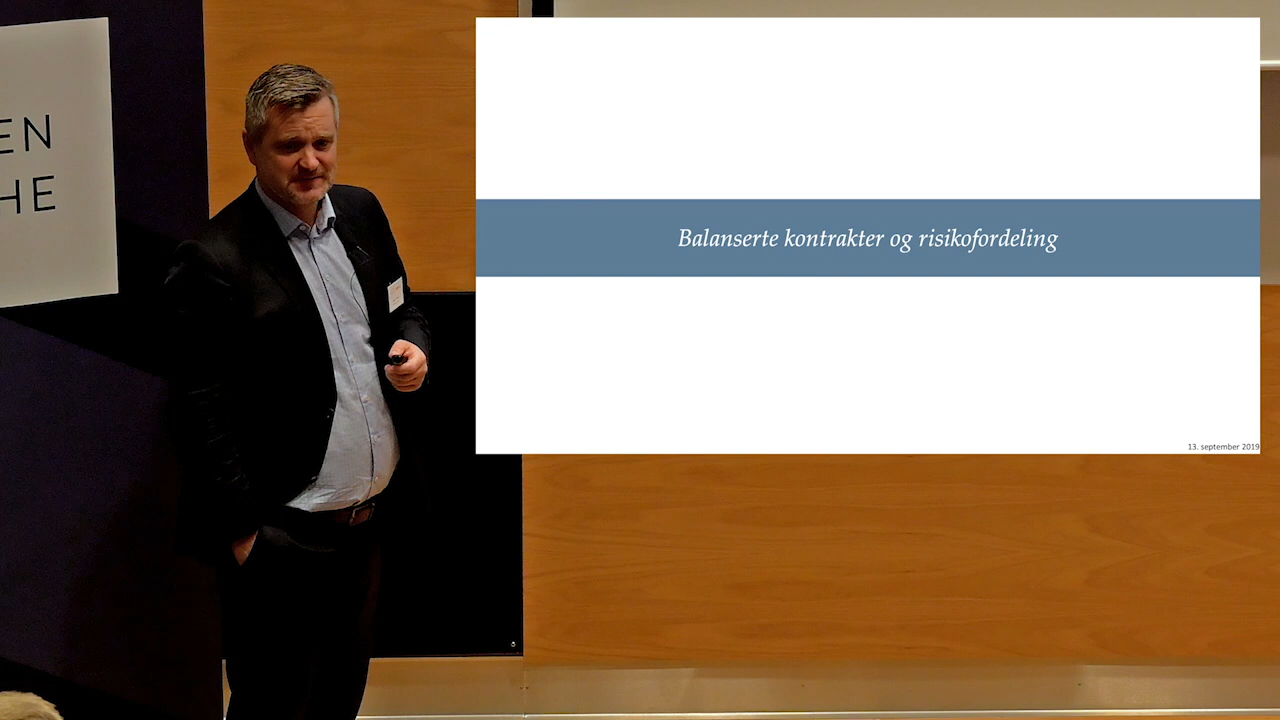 EN
HE
Balanserte kontrakter og risikofordeling
13. september 2019